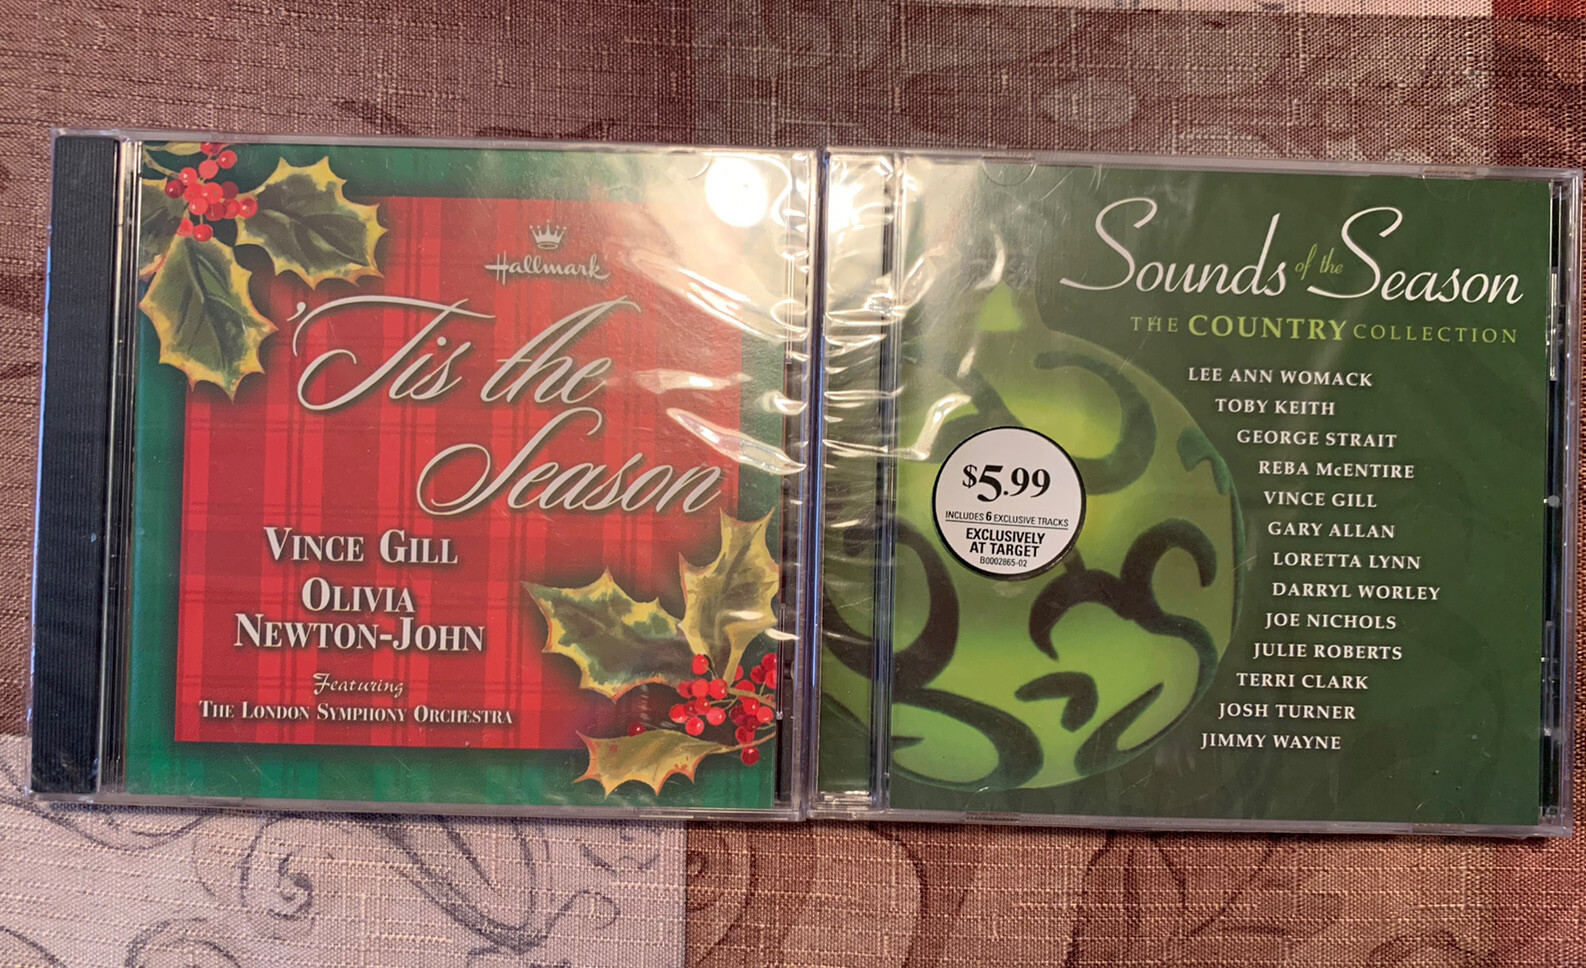 Hallmark
'Tis the
Season
VINCE GILL
OLIVIA
NEWTON-JOHN
Featuring
THE LONDON SYMPHONY ORCHESTRA
Sounds of the Season
THE COUNTRY COLLECTION
LEE ANN WOMACK
TOBY KEITH
GEORGE STRAIT
REBA McENTIRE
VINCE GILL
GARY ALLAN
LORETTA LYNN
DARRYL WORLEY
JOE NICHOLS
JULIE ROBERTS
TERRI CLARK
JOSH TURNER
JIMMY WAYNE
$5.99
INCLUDES 6 EXCLUSIVE TRACKS
EXCLUSIVELY
AT TARGET
B0002865-02